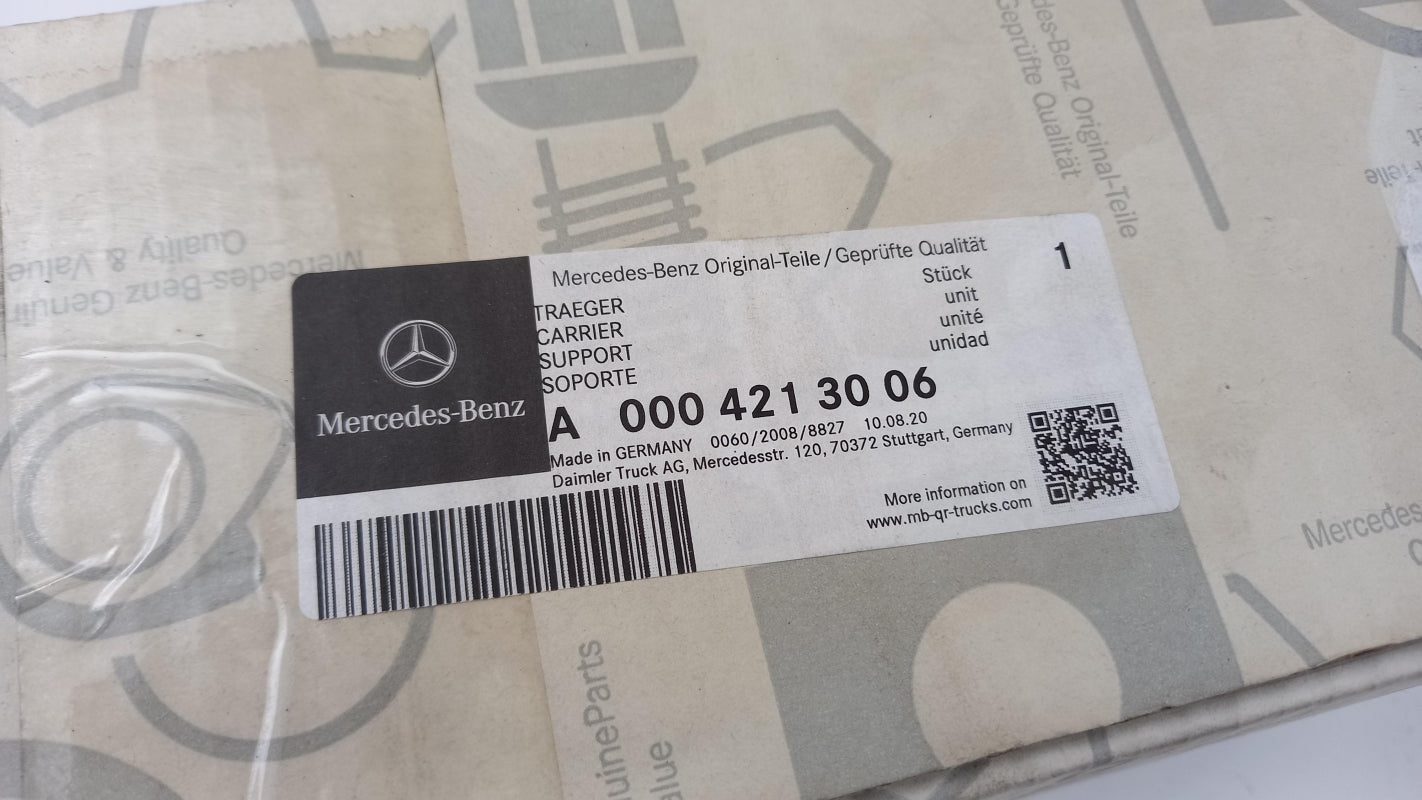 Mercedes-Benz Original-Teile / Geprüfte Qualität 1
TRAEGER Stück
CARRIER unit
SUPPORT unité
SOPORTE unidad
A 000 421 30 06
Made in GERMANY 0060/2008/8827 10.08.20
Daimler Truck AG, Mercedesstr. 120, 70372 Stuttgart, Germany
More information on
www.mb-qr-trucks.com
Mercedes-Benz
Mercedes-Benz Genuin
Quality & Value
des-Benz Original-Teile
Geprüfte Qualität
l-Teile
Mercedes-
uineParts
alue